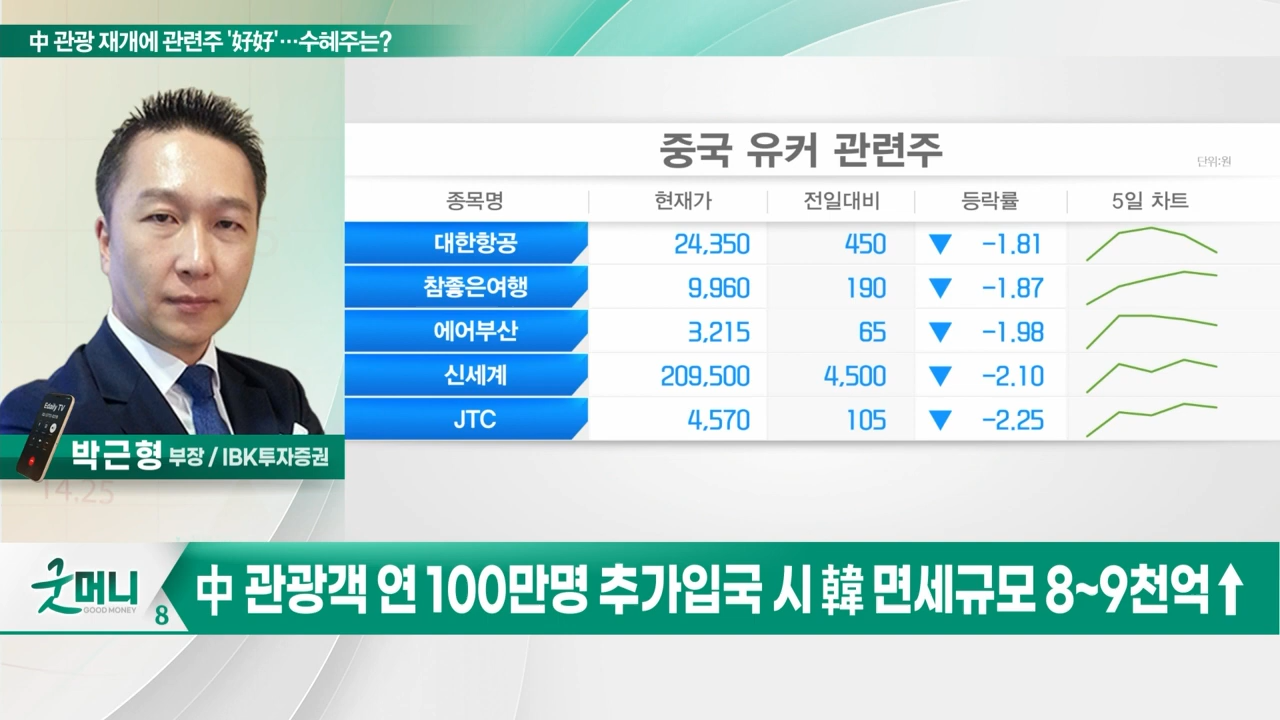 中 관광 재개에 관련주 '好好'…수혜주는?
중국 유커 관련주
단위:원
종목명 현재가 전일대비 등락률 5일 차트
대한항공 24,350 450 ▼ -1.81
참좋은여행 9,960 190 ▼ -1.87
에어부산 3,215 65 ▼ -1.98
신세계 209,500 4,500 ▼ -2.10
JTC 4,570 105 ▼ -2.25
Edaily TV
박근형 부장 / IBK투자증권
14.25
굿머니
GOOD MONEY
8
中 관광객 연 100만명 추가입국 시 韓 면세규모 8~9천억↑